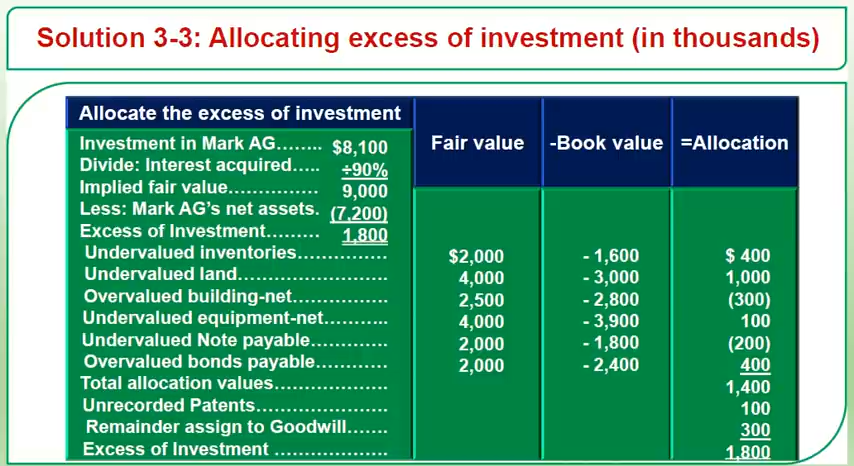 Solution 3-3: Allocating excess of investment (in thousands)
Allocate the excess of investment
Fair value -Book value =Allocation
Investment in Mark AG........ $8,100
Divide: Interest acquired..... ÷90%
Implied fair value............... 9,000
Less: Mark AG's net assets. (7,200)
Excess of Investment......... 1,800
Undervalued inventories............... $2,000 - 1,600 $ 400
Undervalued land......................... 4,000 - 3,000 1,000
Overvalued building-net................ 2,500 - 2,800 (300)
Undervalued equipment-net........... 4,000 - 3,900 100
Undervalued Note payable............. 2,000 - 1,800 (200)
Overvalued bonds payable............ 2,000 - 2,400 400
Total allocation values................... 1,400
Unrecorded Patents...................... 100
Remainder assign to Goodwill....... 300
Excess of Investment ................... 1,800